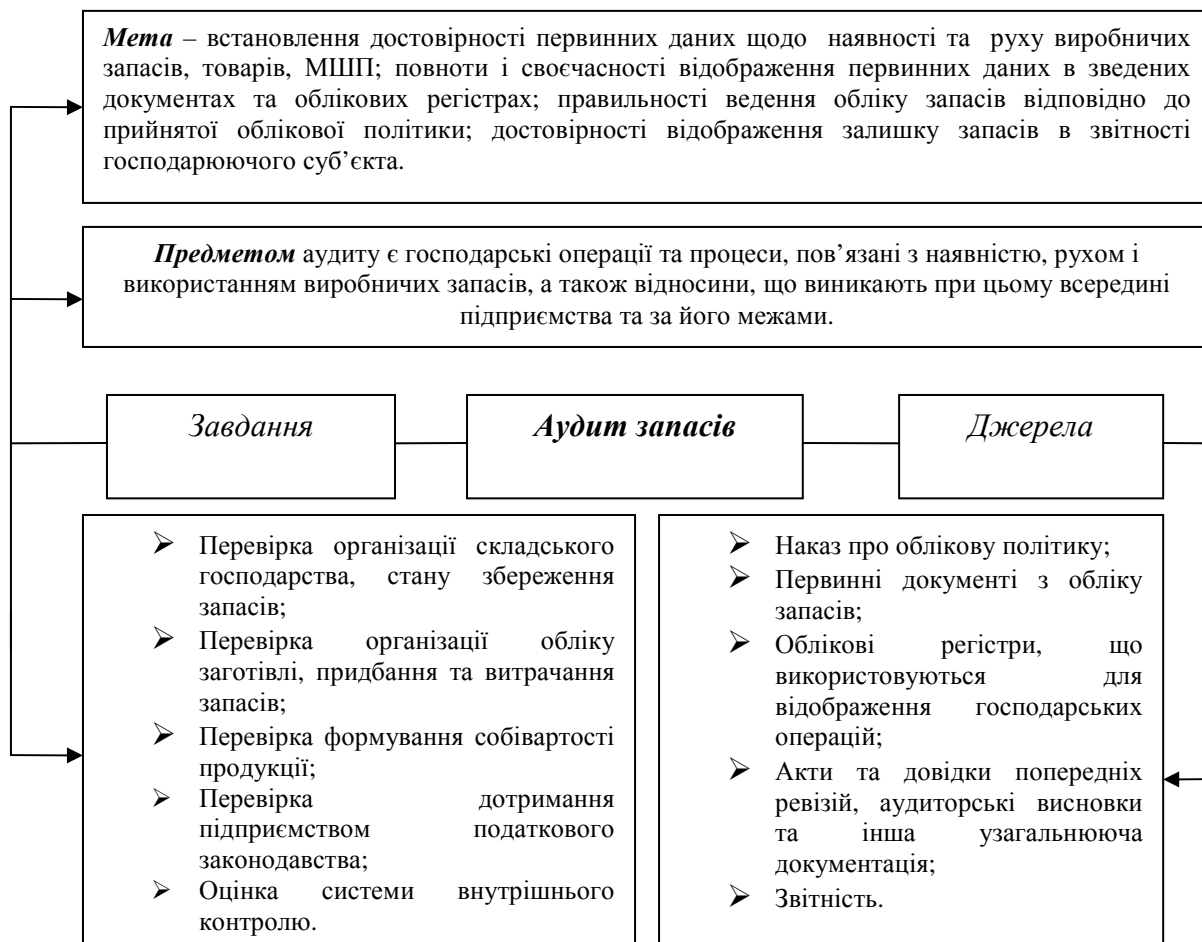 Мета – встановлення достовірності первинних даних щодо наявності та руху виробничих
запасів, товарів, МШП; повноти і своєчасності відображення первинних даних в зведених
документах та облікових регістрах; правильності ведення обліку запасів відповідно до
прийнятої облікової політики; достовірності відображення залишку запасів в звітності
господарюючого суб’єкта.
Предметом аудиту є господарські операції та процеси, пов’язані з наявністю, рухом і
використанням виробничих запасів, а також відносини, що виникають при цьому всередині
підприємства та за його межами.
Завдання
Аудит запасів
Джерела
➢ Перевірка організації складського
господарства, стану збереження
запасів;
➢ Перевірка організації обліку
заготівлі, придбання та витрачання
запасів;
➢ Перевірка формування собівартості
продукції;
➢ Перевірка дотримання
підприємством податкового
законодавства;
➢ Оцінка системи внутрішнього
контролю.
➢ Наказ про облікову політику;
➢ Первинні документі з обліку
запасів;
➢ Облікові регістри, що
використовуються для
відображення господарських
операцій;
➢ Акти та довідки попередніх
ревізій, аудиторські висновки
та інша узагальнююча
документація;
➢ Звітність.